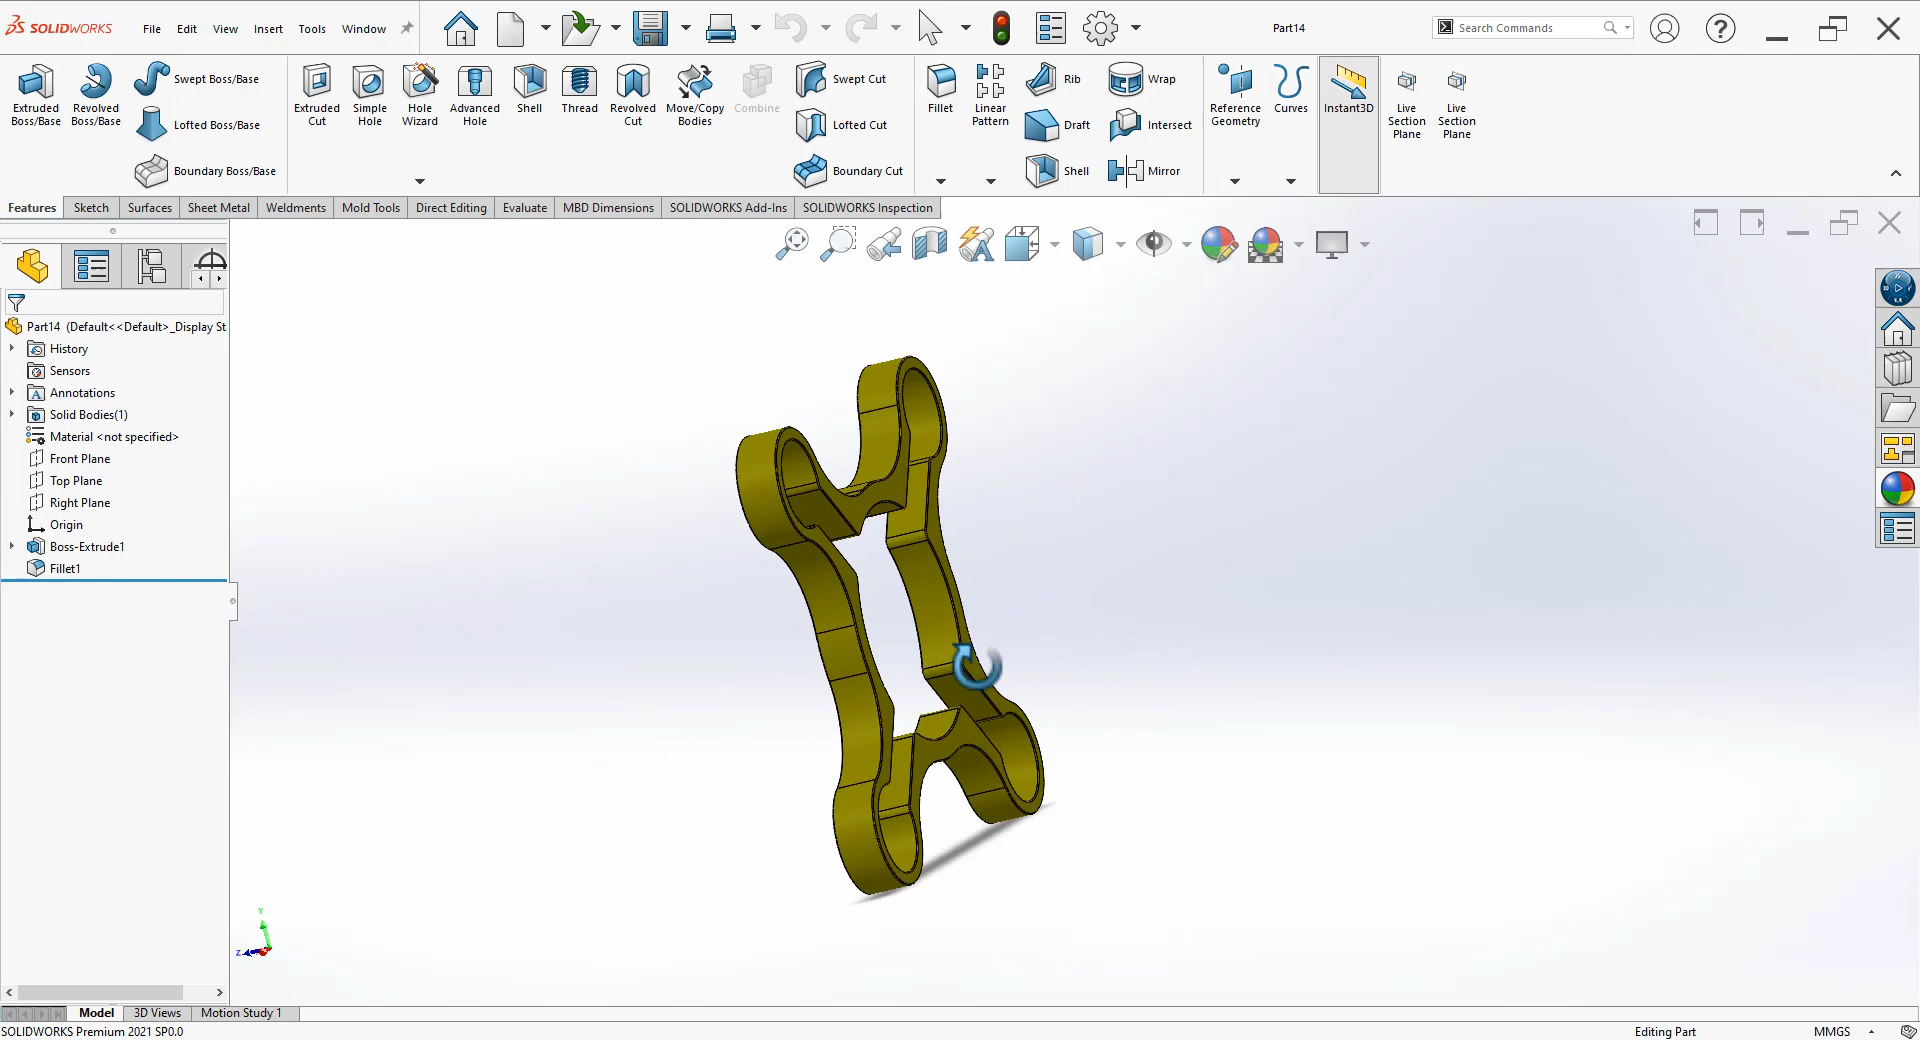 SOLIDWORKS File Edit View Insert Tools Window Part14 Search Commands
Extruded Boss/Base
Revolved Boss/Base
Swept Boss/Base
Lofted Boss/Base
Boundary Boss/Base
Extruded Cut
Simple Hole
Hole Wizard
Advanced Hole
Shell
Thread
Revolved Cut
Move/Copy Bodies
Combine
Swept Cut
Lofted Cut
Boundary Cut
Fillet
Linear Pattern
Rib
Draft
Shell
Wrap
Intersect
Mirror
Reference Geometry
Curves
Instant3D
Live Section Plane
Live Section Plane
Features Sketch Surfaces Sheet Metal Weldments Mold Tools Direct Editing Evaluate MBD Dimensions SOLIDWORKS Add-Ins SOLIDWORKS Inspection
Part14 (Default<<Default>_Display St
History
Sensors
Annotations
Solid Bodies(1)
Material <not specified>
Front Plane
Top Plane
Right Plane
Origin
Boss-Extrude1
Fillet1
Y
Z
Model 3D Views Motion Study 1
SOLIDWORKS Premium 2021 SP0.0 Editing Part MMGS